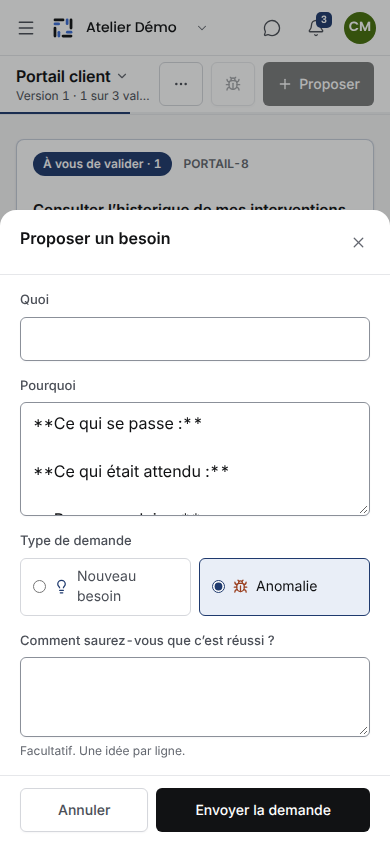 Atelier Démo
3
CM
Portail client
Version 1 · 1 sur 3 val...
Proposer
À vous de valider · 1
PORTAIL-8
Consulter l'historique de mes interventions
Proposer un besoin
Quoi
Pourquoi
**Ce qui se passe :**
**Ce qui était attendu :**
Type de demande
Nouveau
besoin
Anomalie
Comment saurez-vous que c'est réussi ?
Facultatif. Une idée par ligne.
Annuler
Envoyer la demande